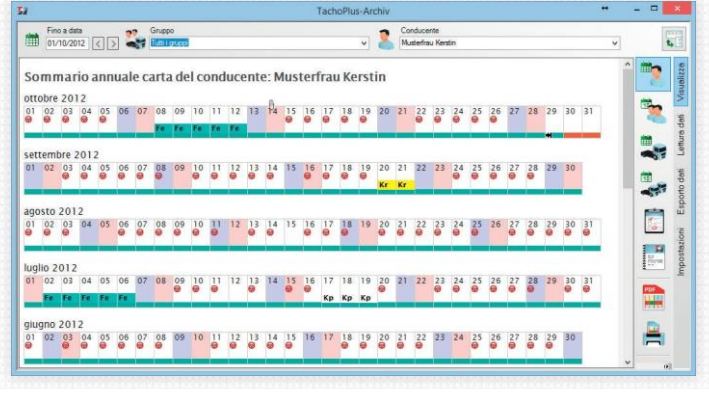 TachoPlus-Archiv
Fino a data
Gruppo
Conducente
01/10/2012
Tutti i gruppi
Musterfrau Kerstin
Sommario annuale carta del conducente: Musterfrau Kerstin
ottobre 2012
01 02 03 04 05 06 07 08 09 10 11 12 13 14 15 16 17 18 19 20 21 22 23 24 25 26 27 28 29 30 31
Fe Fe Fe Fe Fe
settembre 2012
01 02 03 04 05 06 07 08 09 10 11 12 13 14 15 16 17 18 19 20 21 22 23 24 25 26 27 28 29 30
Kr Kr
agosto 2012
01 02 03 04 05 06 07 08 09 10 11 12 13 14 15 16 17 18 19 20 21 22 23 24 25 26 27 28 29 30 31
luglio 2012
01 02 03 04 05 06 07 08 09 10 11 12 13 14 15 16 17 18 19 20 21 22 23 24 25 26 27 28 29 30 31
Fe Fe Fe Fe Fe Kp Kp Kp
giugno 2012
01 02 03 04 05 06 07 08 09 10 11 12 13 14 15 16 17 18 19 20 21 22 23 24 25 26 27 28 29 30
Visualizza
Lettura dati
Esporto dati
Impostazioni
PDF